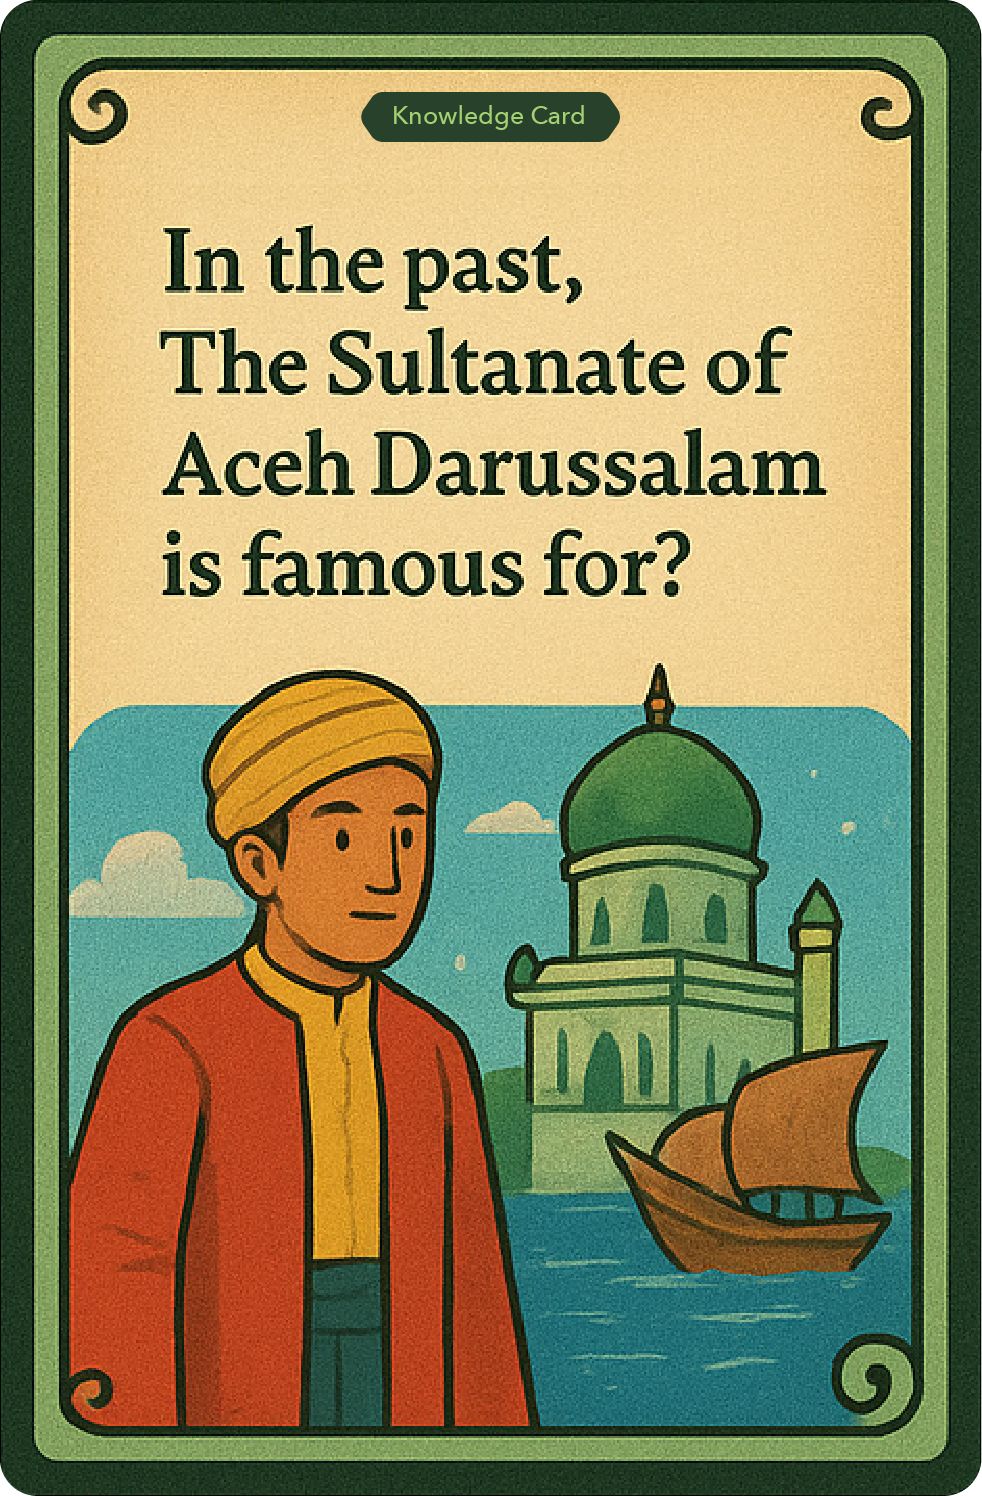 Knowledge Card
In the past,
The Sultanate of
Aceh Darussalam
is famous for?